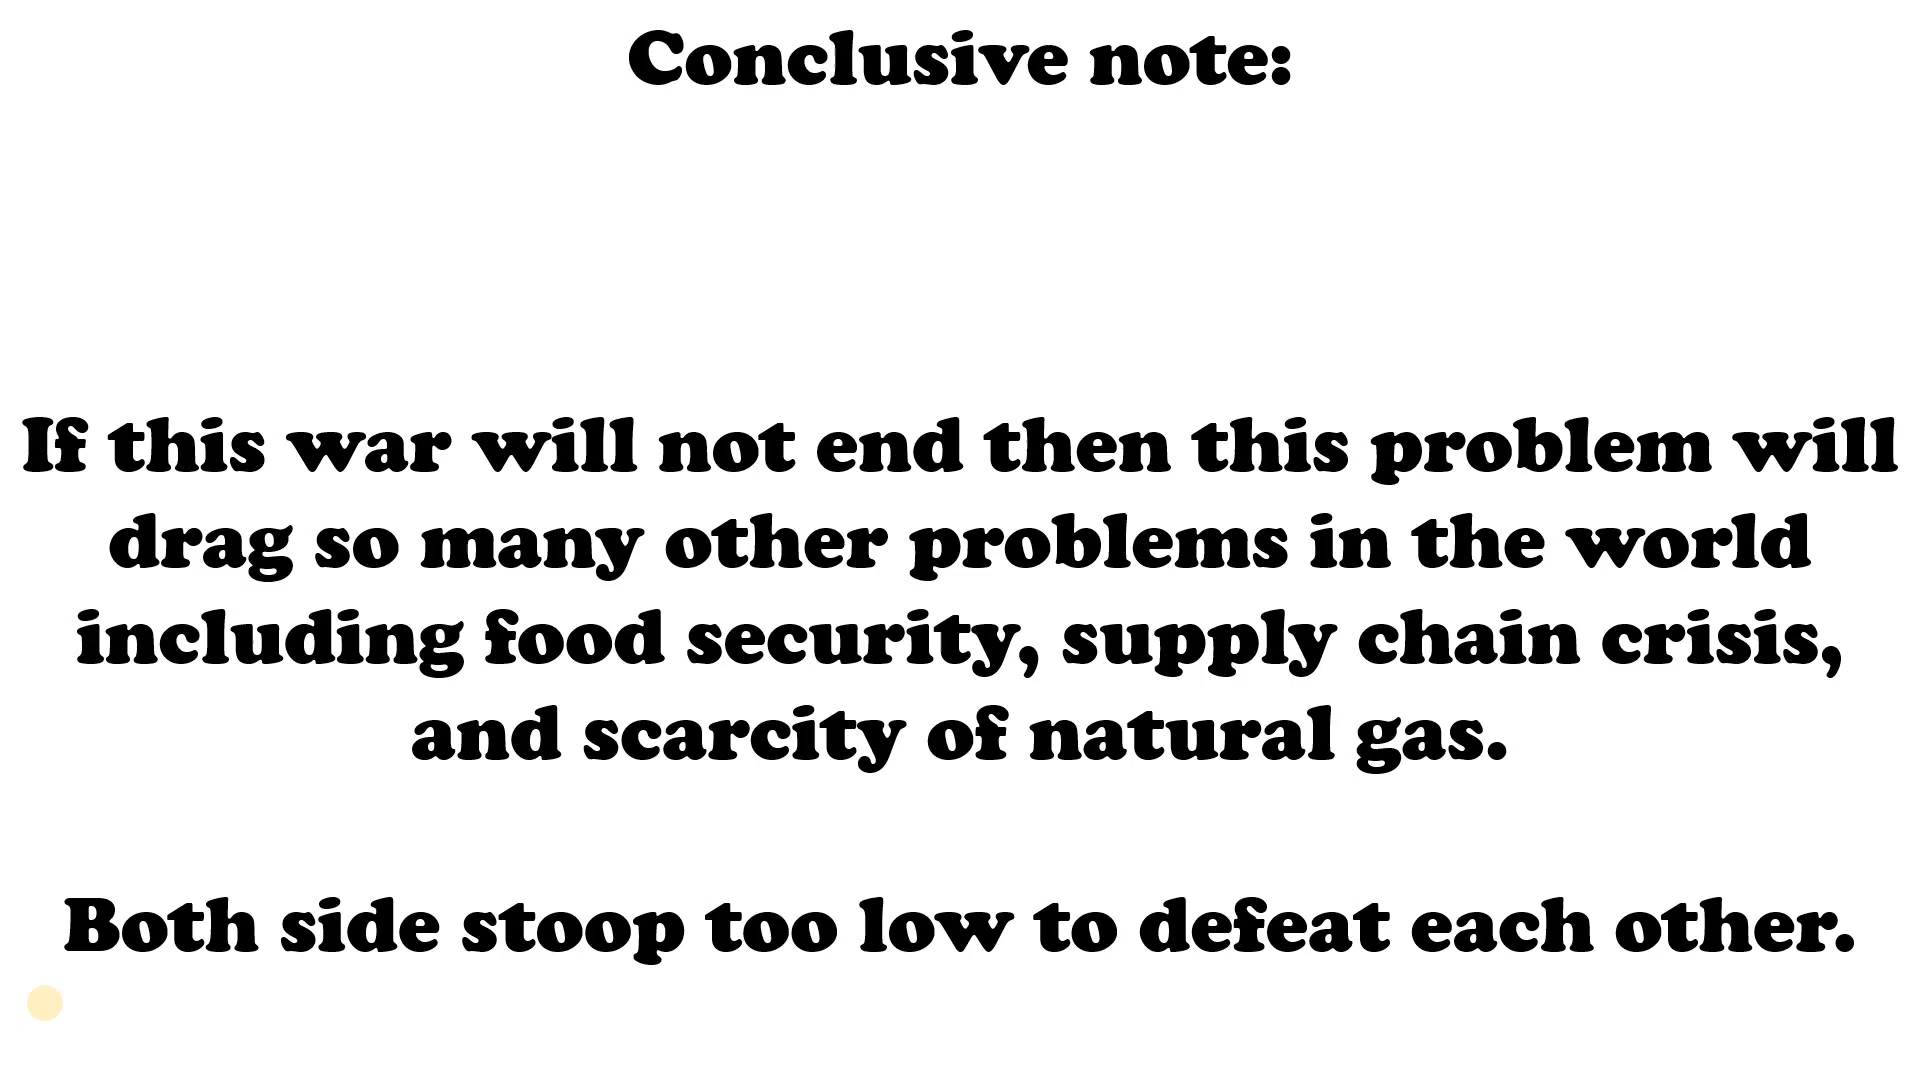 Conclusive note:
If this war will not end then this problem will
drag so many other problems in the world
including food security, supply chain crisis,
and scarcity of natural gas.
Both side stoop too low to defeat each other.